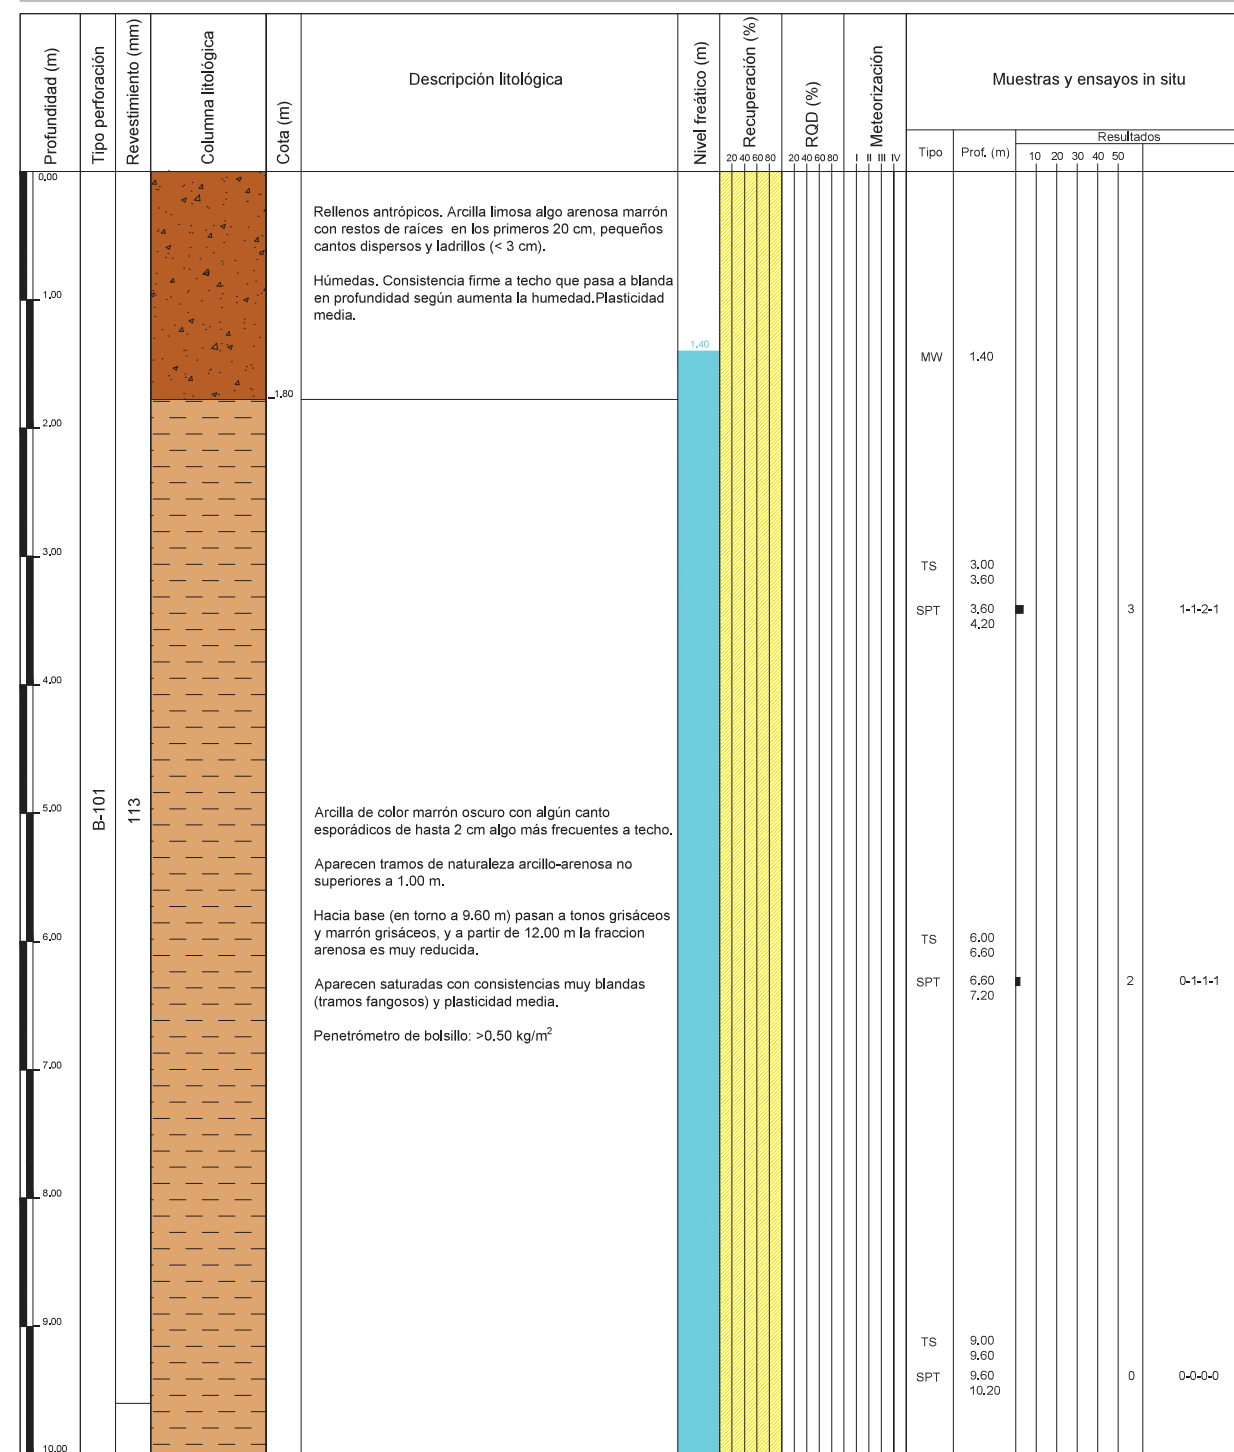 Profundidad (m)
Tipo perforación
Revestimiento (mm)
Columna litológica
Cota (m)
Descripción litológica
Nivel freático (m)
Recuperación (%)
20 40 60 80
RQD (%)
20 40 60 80
Meteorización
I II III IV
Muestras y ensayos in situ
Resultados
Tipo
Prof. (m)
10 20 30 40 50
0.00
Rellenos antrópicos. Arcilla limosa algo arenosa marrón
con restos de raíces en los primeros 20 cm, pequeños
cantos dispersos y ladrillos (< 3 cm).
Húmedas. Consistencia firme a techo que pasa a blanda
en profundidad según aumenta la humedad.Plasticidad
media.
1.00
1.40
MW 1.40
1.80
2.00
3.00
TS 3.00
3.60
SPT 3.60 3 1-1-2-1
4.20
4.00
5.00
B-101
113
Arcilla de color marrón oscuro con algún canto
esporádicos de hasta 2 cm algo más frecuentes a techo.
Aparecen tramos de naturaleza arcillo-arenosa no
superiores a 1.00 m.
Hacia base (en torno a 9.60 m) pasan a tonos grisáceos
y marrón grisáceos, y a partir de 12.00 m la fraccion
arenosa es muy reducida.
Aparecen saturadas con consistencias muy blandas
(tramos fangosos) y plasticidad media.
Penetrómetro de bolsillo: >0.50 kg/m²
6.00
TS 6.00
6.60
SPT 6.60 2 0-1-1-1
7.20
7.00
8.00
9.00
TS 9.00
9.60
SPT 9.60 0 0-0-0-0
10.20
10.00